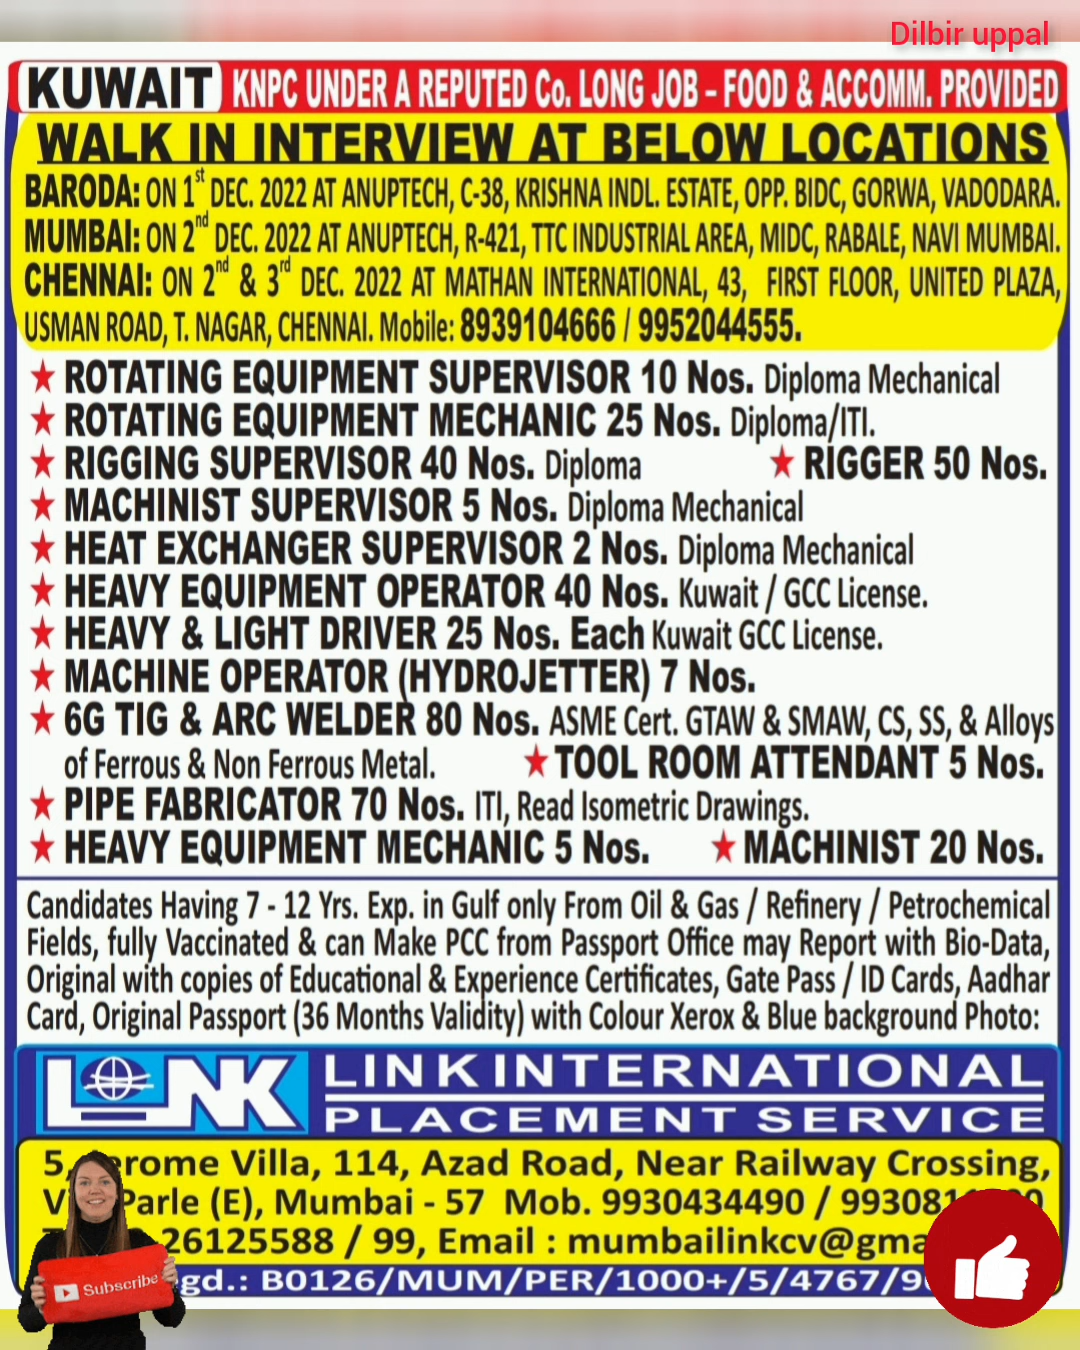 Dilbir uppal
KUWAIT KNPC UNDER A REPUTED Co. LONG JOB – FOOD & ACCOMM. PROVIDED
WALK IN INTERVIEW AT BELOW LOCATIONS
BARODA: ON 1st DEC. 2022 AT ANUPTECH, C-38, KRISHNA INDL. ESTATE, OPP. BIDC, GORWA, VADODARA.
MUMBAI: ON 2nd DEC. 2022 AT ANUPTECH, R-421, TTC INDUSTRIAL AREA, MIDC, RABALE, NAVI MUMBAI.
CHENNAI: ON 2nd & 3rd DEC. 2022 AT MATHAN INTERNATIONAL, 43, FIRST FLOOR, UNITED PLAZA,
USMAN ROAD, T. NAGAR, CHENNAI. Mobile: 8939104666 / 9952044555.
★ ROTATING EQUIPMENT SUPERVISOR 10 Nos. Diploma Mechanical
★ ROTATING EQUIPMENT MECHANIC 25 Nos. Diploma/ITI.
★ RIGGING SUPERVISOR 40 Nos. Diploma ★ RIGGER 50 Nos.
★ MACHINIST SUPERVISOR 5 Nos. Diploma Mechanical
★ HEAT EXCHANGER SUPERVISOR 2 Nos. Diploma Mechanical
★ HEAVY EQUIPMENT OPERATOR 40 Nos. Kuwait / GCC License.
★ HEAVY & LIGHT DRIVER 25 Nos. Each Kuwait GCC License.
★ MACHINE OPERATOR (HYDROJETTER) 7 Nos.
★ 6G TIG & ARC WELDER 80 Nos. ASME Cert. GTAW & SMAW, CS, SS, & Alloys
of Ferrous & Non Ferrous Metal. ★ TOOL ROOM ATTENDANT 5 Nos.
★ PIPE FABRICATOR 70 Nos. ITI, Read Isometric Drawings.
★ HEAVY EQUIPMENT MECHANIC 5 Nos. ★ MACHINIST 20 Nos.
Candidates Having 7 - 12 Yrs. Exp. in Gulf only From Oil & Gas / Refinery / Petrochemical
Fields, fully Vaccinated & can Make PCC from Passport Office may Report with Bio-Data,
Original with copies of Educational & Experience Certificates, Gate Pass / ID Cards, Aadhar
Card, Original Passport (36 Months Validity) with Colour Xerox & Blue background Photo:
LINK LINK INTERNATIONAL
PLACEMENT SERVICE
5, Villa, 114, Azad Road, Near Railway Crossing,
Parle (E), Mumbai - 57 Mob. 9930434490 /
26125588 / 99, Email :
Subscribe